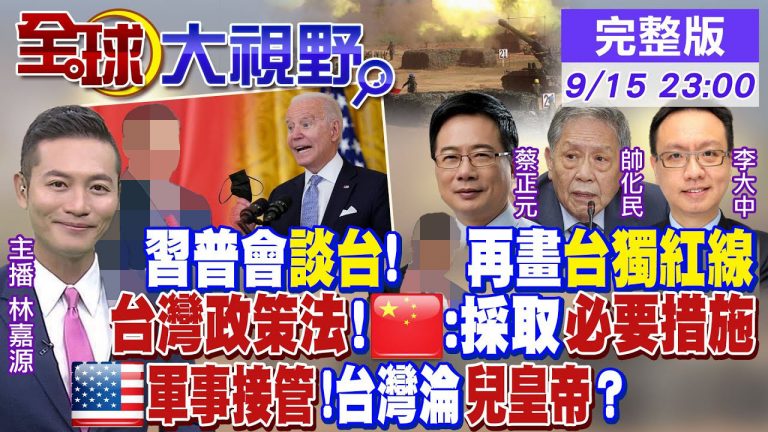 全球大視野
完整版
9/15 23:00
主播 林嘉源
蔡正元
帥化民
李大中
21
習普會談台! 再畫台獨紅線
台灣政策法!:採取必要措施
軍事接管!台灣淪兒皇帝?